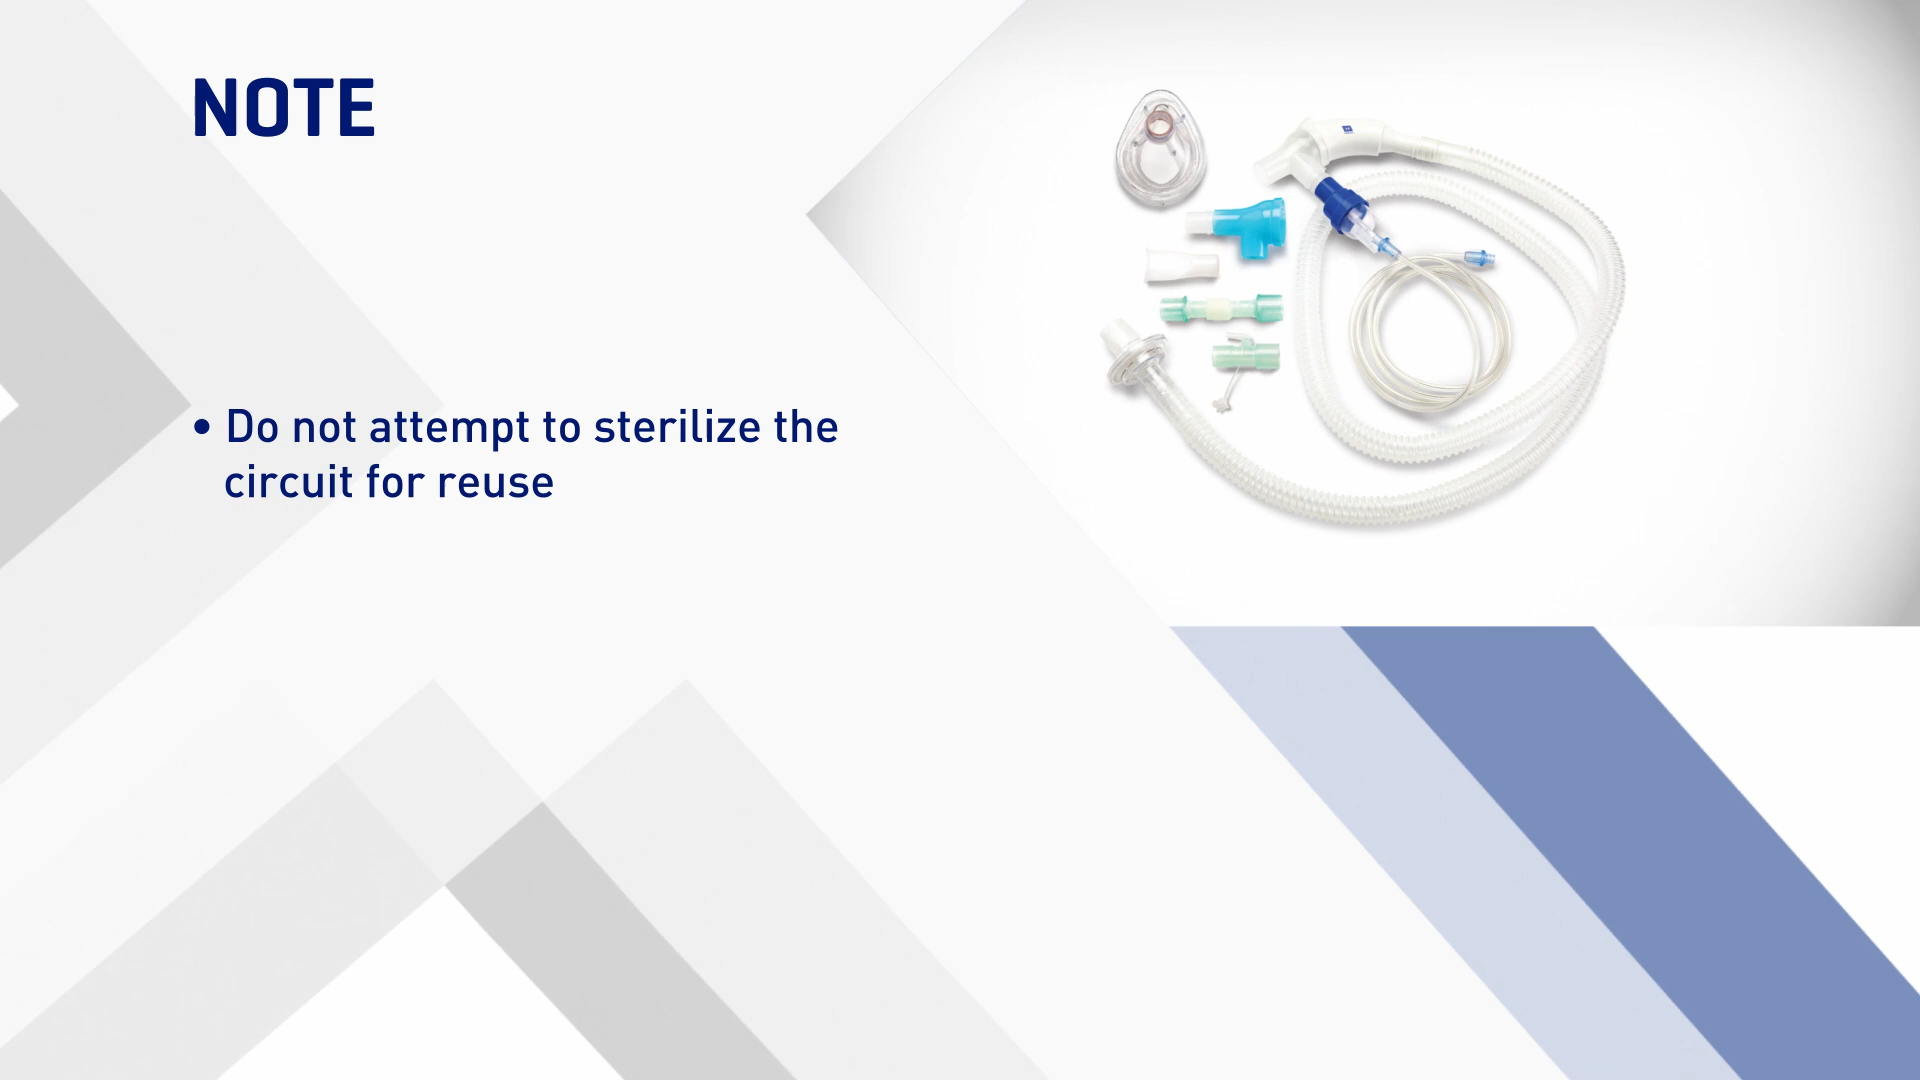 NOTE
• Do not attempt to sterilize the
circuit for reuse